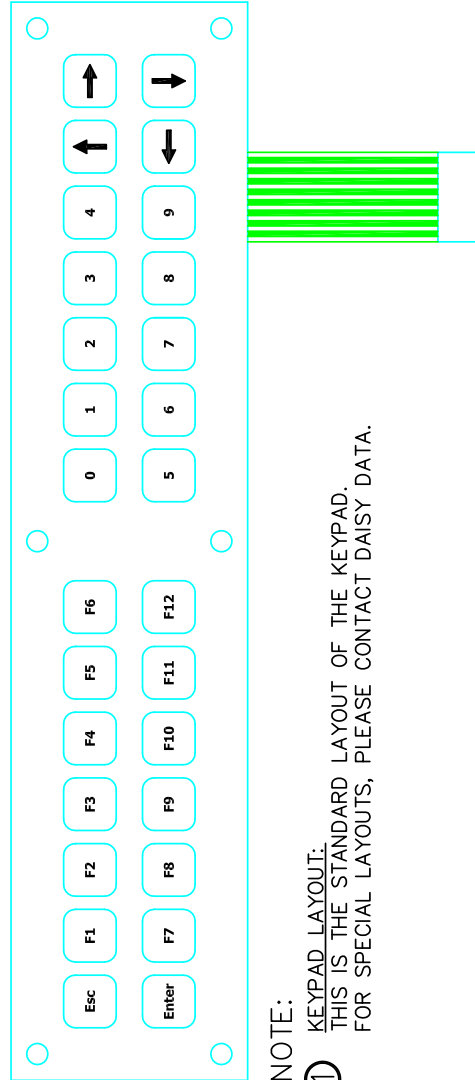 Esc F1 F2 F3 F4 F5 F6 0 1 2 3 4
Enter F7 F8 F9 F10 F11 F12 5 6 7 8 9
NOTE:
1 KEYPAD LAYOUT:
THIS IS THE STANDARD LAYOUT OF THE KEYPAD.
FOR SPECIAL LAYOUTS, PLEASE CONTACT DAISY DATA.